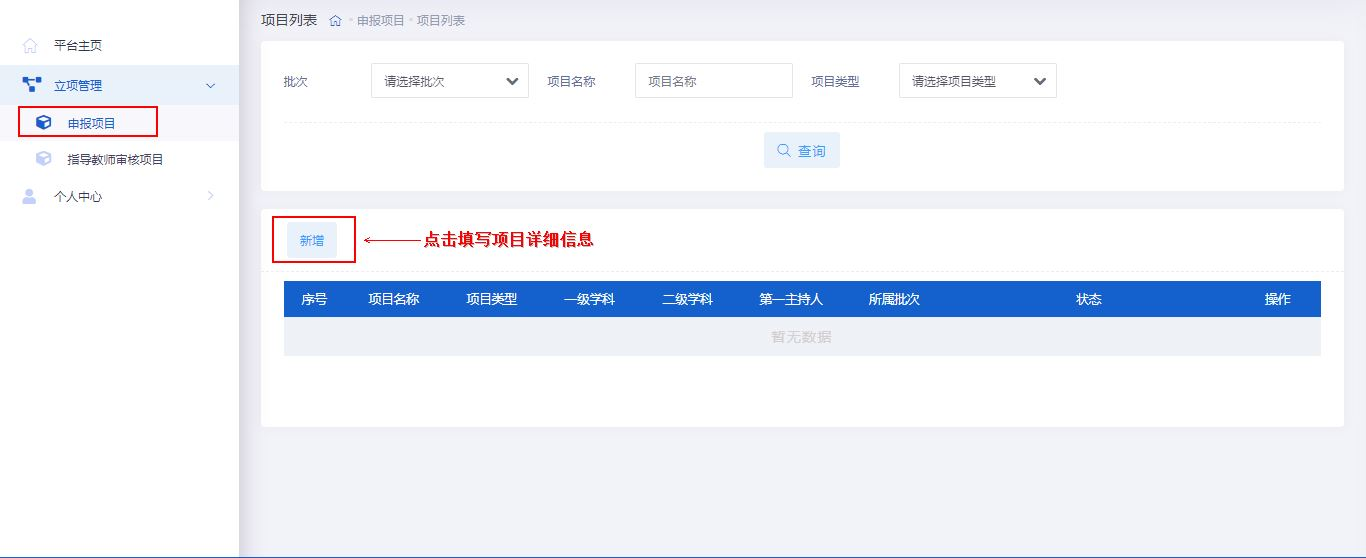 平台主页
立项管理
申报项目
指导教师审核项目
个人中心
项目列表 申报项目 项目列表
批次 请选择批次 项目名称 项目名称 项目类型 请选择项目类型
查询
新增 点击填写项目详细信息
序号 项目名称 项目类型 一级学科 二级学科 第一主持人 所属批次 状态 操作
暂无数据